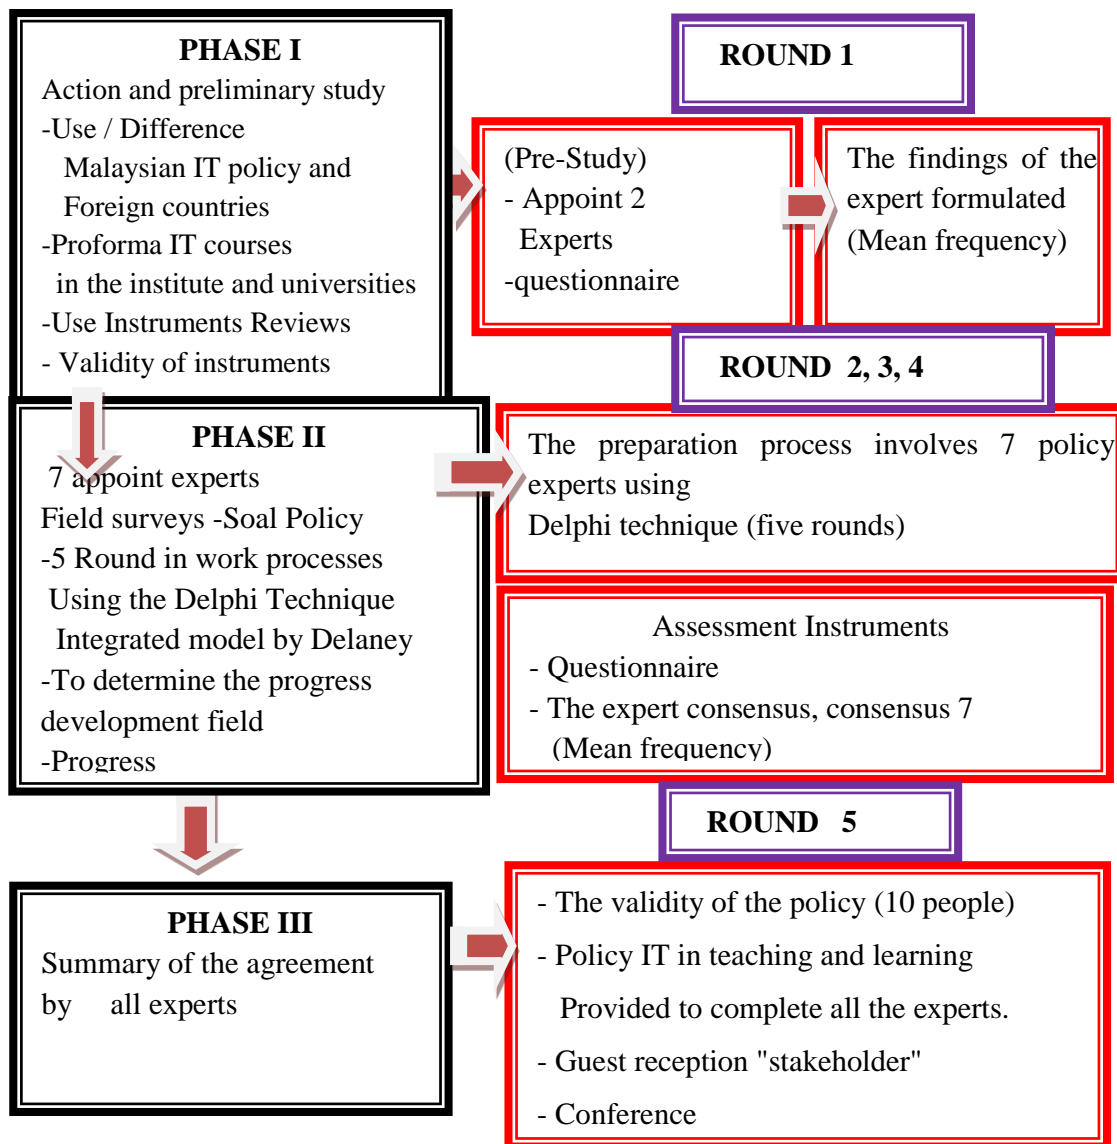 PHASE I
Action and preliminary study
-Use / Difference
Malaysian IT policy and
Foreign countries
-Proforma IT courses
in the institute and universities
-Use Instruments Reviews
- Validity of instruments
ROUND 1
(Pre-Study)
- Appoint 2
Experts
-questionnaire
The findings of the
expert formulated
(Mean frequency)
PHASE II
7 appoint experts
Field surveys -Soal Policy
-5 Round in work processes
Using the Delphi Technique
Integrated model by Delaney
-To determine the progress
development field
-Progress
ROUND 2, 3, 4
The preparation process involves 7 policy
experts using
Delphi technique (five rounds)
Assessment Instruments
- Questionnaire
- The expert consensus, consensus 7
(Mean frequency)
PHASE III
Summary of the agreement
by all experts
ROUND 5
- The validity of the policy (10 people)
- Policy IT in teaching and learning
Provided to complete all the experts.
- Guest reception "stakeholder"
- Conference